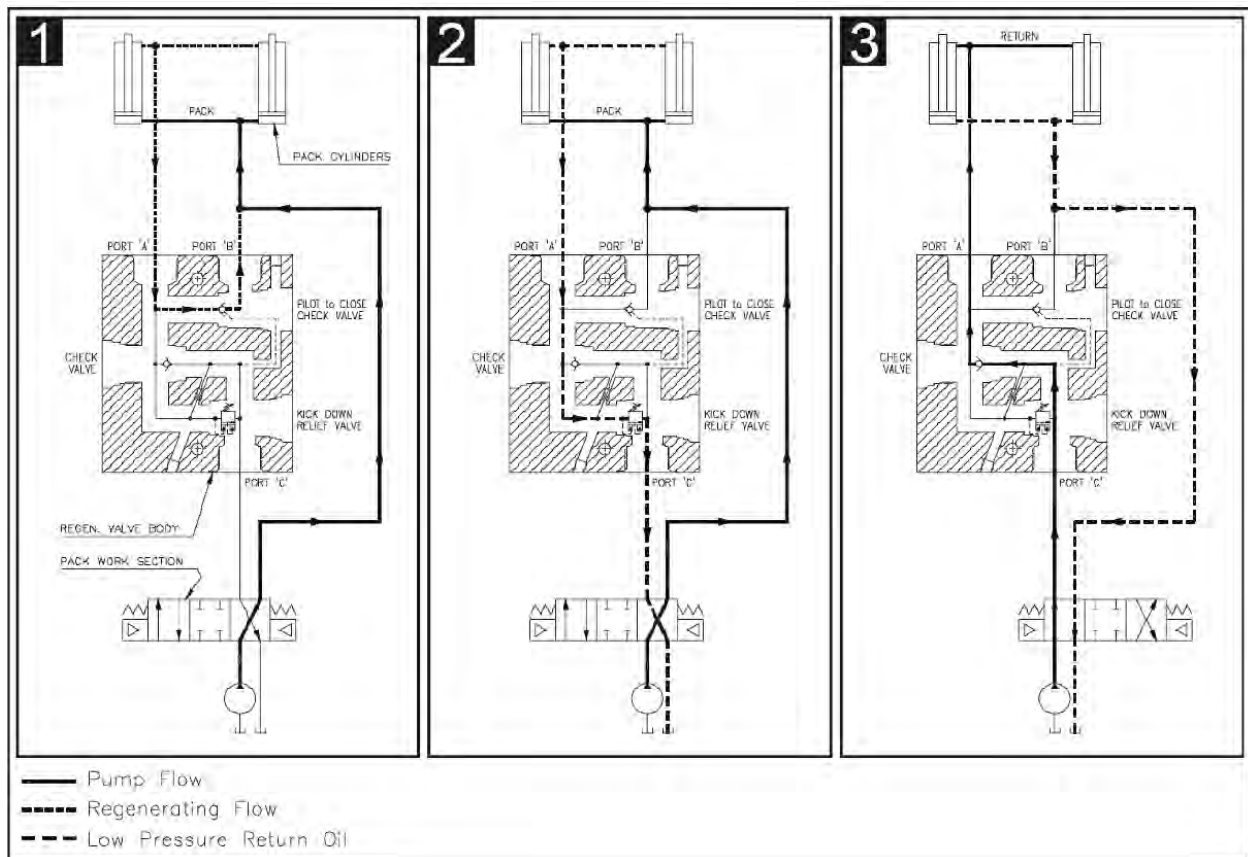 1
PACK
PACK CYLINDERS
PORT 'A'
PORT 'B'
PILOT to CLOSE
CHECK VALVE
CHECK
VALVE
KICK DOWN
RELIEF VALVE
PORT 'C'
REGEN. VALVE BODY
PACK WORK SECTION
2
PACK
PORT 'A'
PORT 'B'
PILOT to CLOSE
CHECK VALVE
CHECK
VALVE
KICK DOWN
RELIEF VALVE
PORT 'C'
3
RETURN
PORT 'A'
PORT 'B'
PILOT to CLOSE
CHECK VALVE
CHECK
VALVE
KICK DOWN
RELIEF VALVE
PORT 'C'
Pump Flow
Regenerating Flow
Low Pressure Return Oil